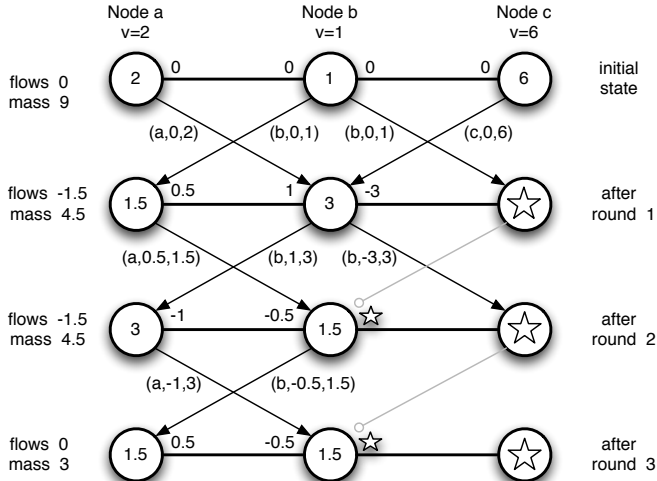 Node a
v=2
Node b
v=1
Node c
v=6
flows 0
mass 9
2
0
0
1
0
0
6
initial
state
(a,0,2)
(b,0,1)
(b,0,1)
(c,0,6)
flows -1.5
mass 4.5
1.5
0.5
1
3
-3
after
round 1
(a,0.5,1.5)
(b,1,3)
(b,-3,3)
flows -1.5
mass 4.5
3
-1
-0.5
1.5
after
round 2
(a,-1,3)
(b,-0.5,1.5)
flows 0
mass 3
1.5
0.5
-0.5
1.5
after
round 3